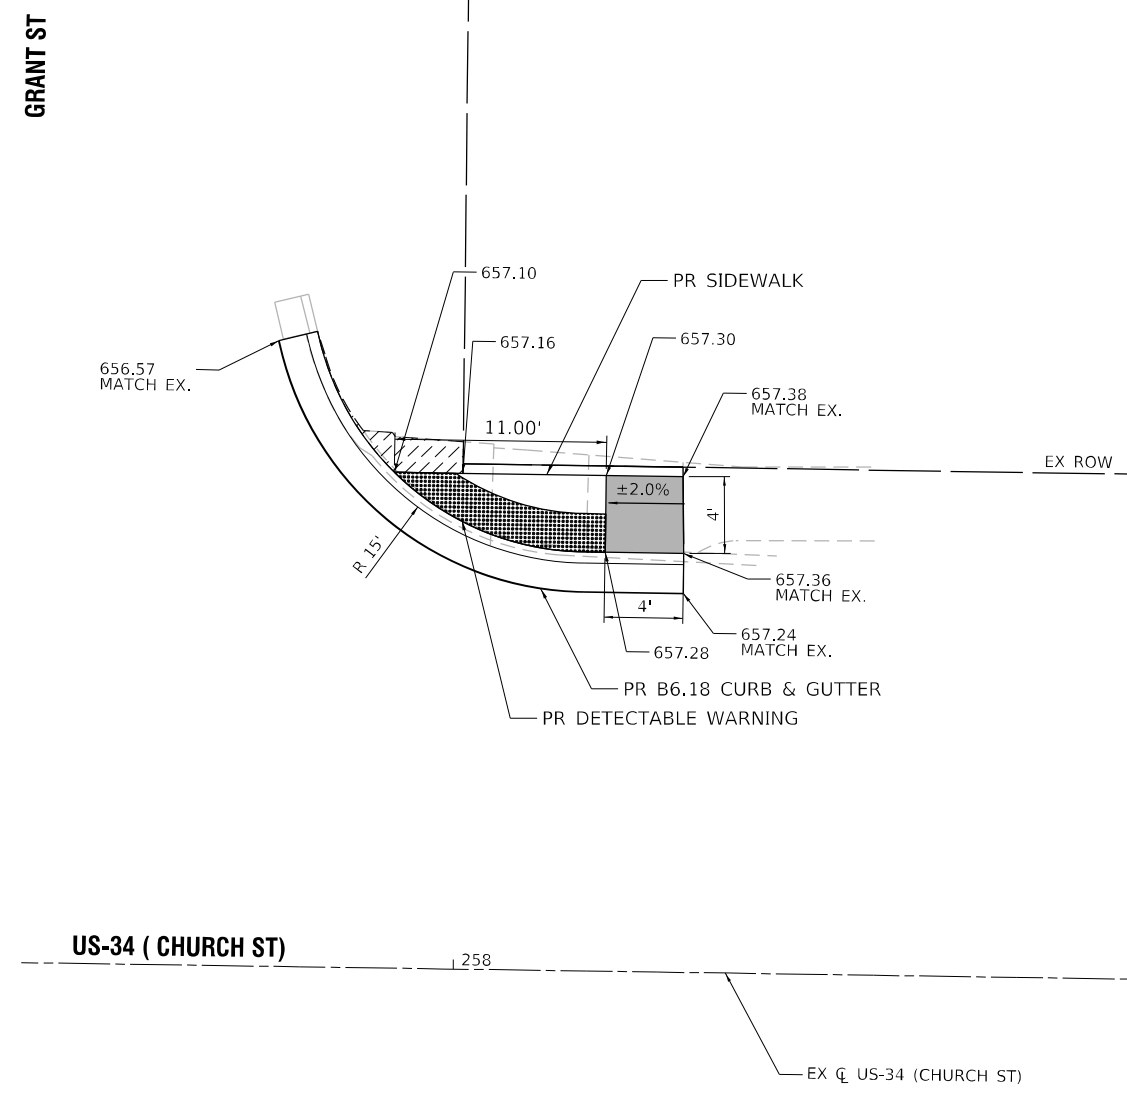 GRANT ST
657.10
PR SIDEWALK
657.16
657.30
656.57
MATCH EX.
657.38
MATCH EX.
11.00'
EX ROW
±2.0%
4'
R 15'
657.36
MATCH EX.
4'
657.24
MATCH EX.
657.28
PR B6.18 CURB & GUTTER
PR DETECTABLE WARNING
US-34 ( CHURCH ST)
258
EX ℄ US-34 (CHURCH ST)